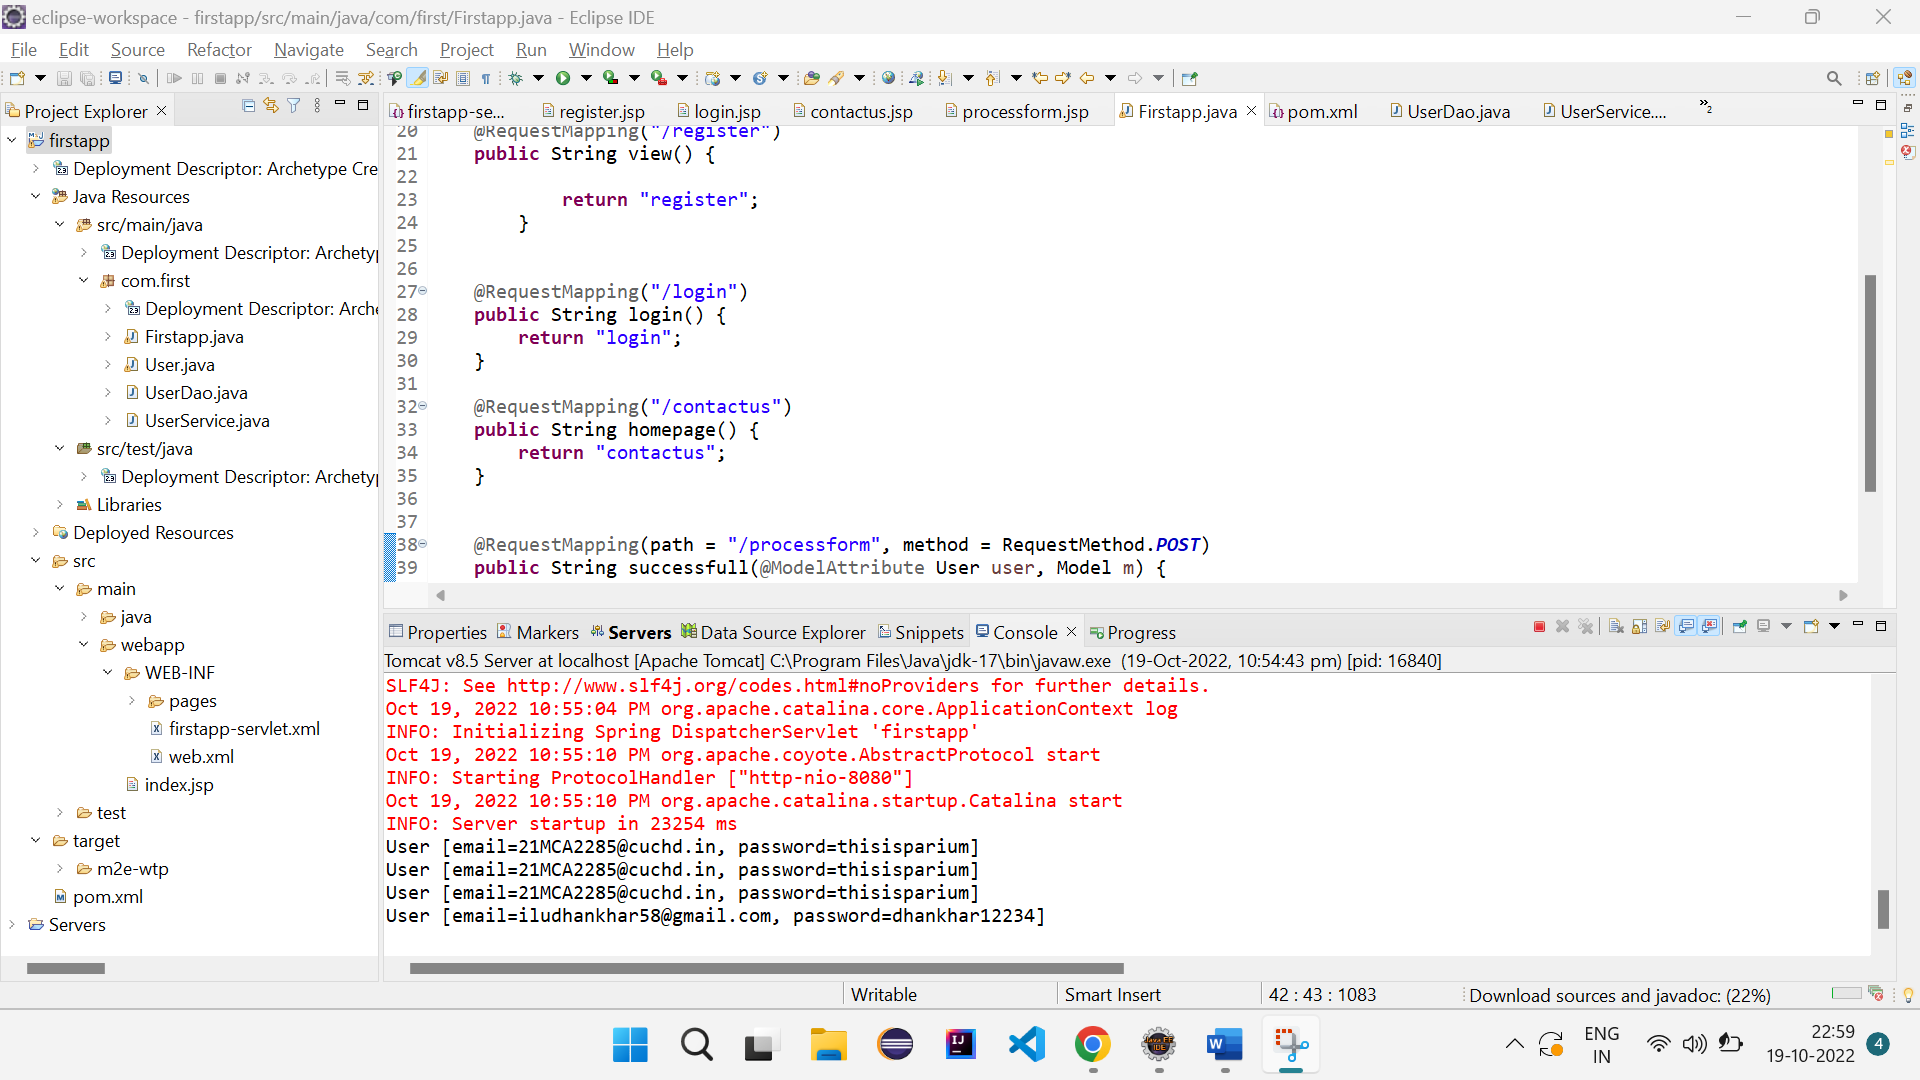 eclipse-workspace - firstapp/src/main/java/com/first/Firstapp.java - Eclipse IDE
File Edit Source Refactor Navigate Search Project Run Window Help
Project Explorer
firstapp
Deployment Descriptor: Archetype Cre
Java Resources
src/main/java
Deployment Descriptor: Archety
com.first
Deployment Descriptor: Arche
Firstapp.java
User.java
UserDao.java
UserService.java
src/test/java
Deployment Descriptor: Archety
Libraries
Deployed Resources
src
main
java
webapp
WEB-INF
pages
firstapp-servlet.xml
web.xml
index.jsp
test
target
m2e-wtp
pom.xml
Servers
firstapp-se... register.jsp login.jsp contactus.jsp processform.jsp Firstapp.java pom.xml UserDao.java UserService.... »2
20 @RequestMapping("/register")
21 public String view() {
22
23 return "register";
24 }
25
26
27 @RequestMapping("/login")
28 public String login() {
29 return "login";
30 }
31
32 @RequestMapping("/contactus")
33 public String homepage() {
34 return "contactus";
35 }
36
37
38 @RequestMapping(path = "/processform", method = RequestMethod.POST)
39 public String successfull(@ModelAttribute User user, Model m) {
Properties Markers Servers Data Source Explorer Snippets Console Progress
Tomcat v8.5 Server at localhost [Apache Tomcat] C:\Program Files\Java\jdk-17\bin\javaw.exe (19-Oct-2022, 10:54:43 pm) [pid: 16840]
SLF4J: See http://www.slf4j.org/codes.html#noProviders for further details.
Oct 19, 2022 10:55:04 PM org.apache.catalina.core.ApplicationContext log
INFO: Initializing Spring DispatcherServlet 'firstapp'
Oct 19, 2022 10:55:10 PM org.apache.coyote.AbstractProtocol start
INFO: Starting ProtocolHandler ["http-nio-8080"]
Oct 19, 2022 10:55:10 PM org.apache.catalina.startup.Catalina start
INFO: Server startup in 23254 ms
User [email=21MCA2285@cuchd.in, password=thisisparium]
User [email=21MCA2285@cuchd.in, password=thisisparium]
User [email=21MCA2285@cuchd.in, password=thisisparium]
User [email=iludhankhar58@gmail.com, password=dhankhar12234]
Writable Smart Insert 42 : 43 : 1083 Download sources and javadoc: (22%)
ENG
IN
22:59
19-10-2022
4